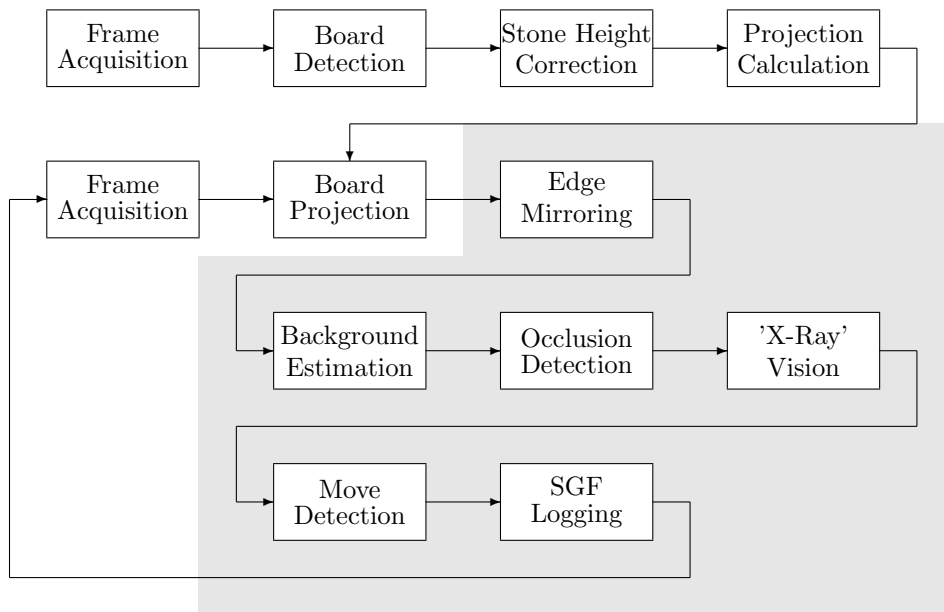 Frame
Acquisition
Board
Detection
Stone Height
Correction
Projection
Calculation
Frame
Acquisition
Board
Projection
Edge
Mirroring
Background
Estimation
Occlusion
Detection
'X-Ray'
Vision
Move
Detection
SGF
Logging